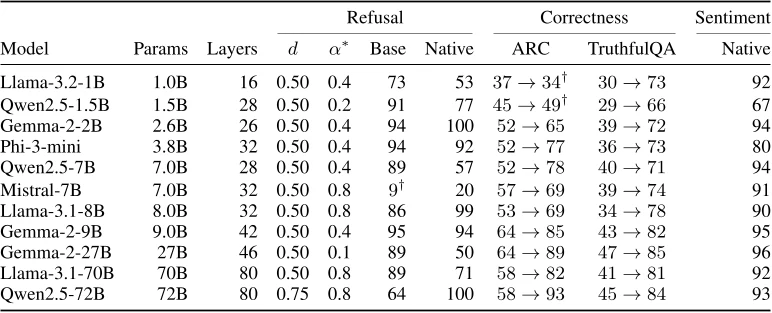 Refusal Correctness Sentiment
Model Params Layers d α* Base Native ARC TruthfulQA Native
Llama-3.2-1B 1.0B 16 0.50 0.4 73 53 37 → 34† 30 → 73 92
Qwen2.5-1.5B 1.5B 28 0.50 0.2 91 77 45 → 49† 29 → 66 67
Gemma-2-2B 2.6B 26 0.50 0.4 94 100 52 → 65 39 → 72 94
Phi-3-mini 3.8B 32 0.50 0.4 94 92 52 → 77 36 → 73 80
Qwen2.5-7B 7.0B 28 0.50 0.4 89 57 52 → 78 40 → 71 94
Mistral-7B 7.0B 32 0.50 0.8 9† 20 57 → 69 39 → 74 91
Llama-3.1-8B 8.0B 32 0.50 0.8 86 99 53 → 69 34 → 78 90
Gemma-2-9B 9.0B 42 0.50 0.4 95 94 64 → 85 43 → 82 95
Gemma-2-27B 27B 46 0.50 0.1 89 50 64 → 89 47 → 85 96
Llama-3.1-70B 70B 80 0.50 0.8 89 71 58 → 82 41 → 81 92
Qwen2.5-72B 72B 80 0.75 0.8 64 100 58 → 93 45 → 84 93